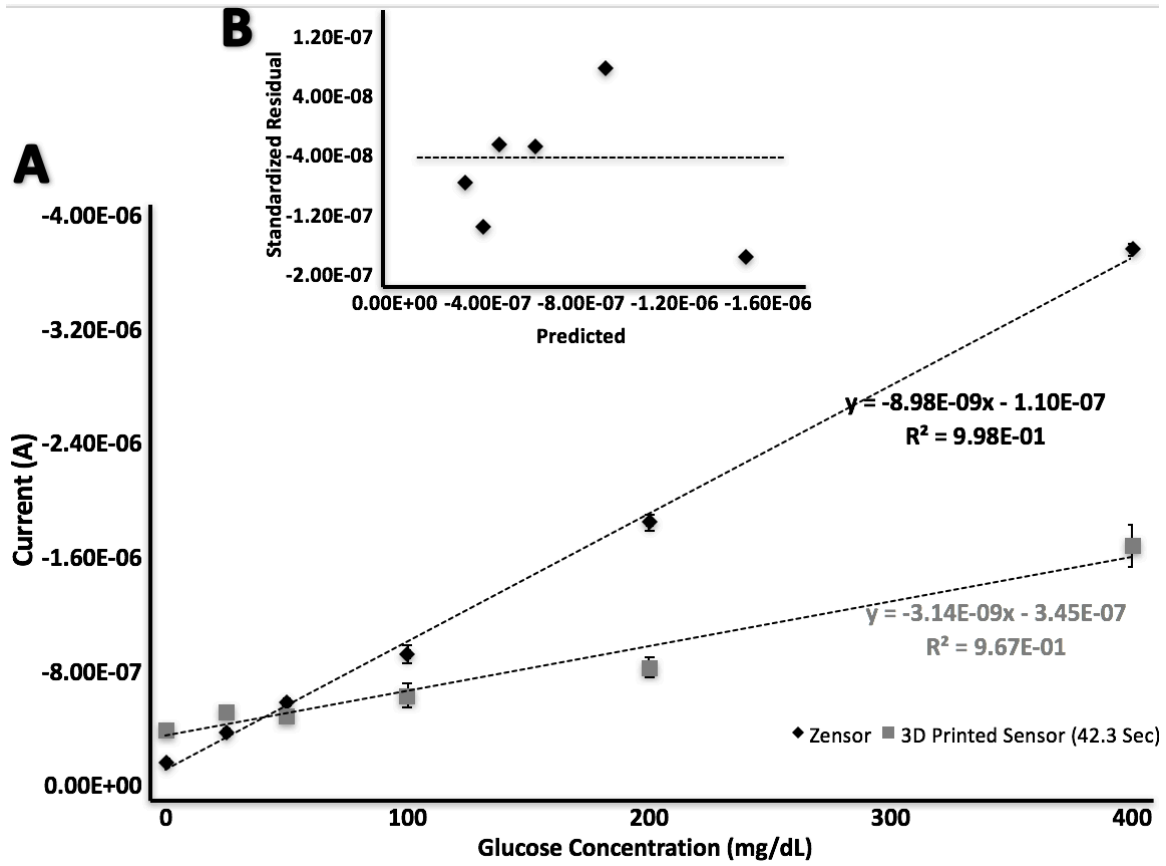 B
Standardized Residual
1.20E-07
4.00E-08
-4.00E-08
-1.20E-07
-2.00E-07
0.00E+00 -4.00E-07 -8.00E-07 -1.20E-06 -1.60E-06
Predicted
A
Current (A)
-4.00E-06
-3.20E-06
-2.40E-06
-1.60E-06
-8.00E-07
0.00E+00
y = -8.98E-09x - 1.10E-07
R² = 9.98E-01
y = -3.14E-09x - 3.45E-07
R² = 9.67E-01
Zensor 3D Printed Sensor (42.3 Sec)
0 100 200 300 400
Glucose Concentration (mg/dL)